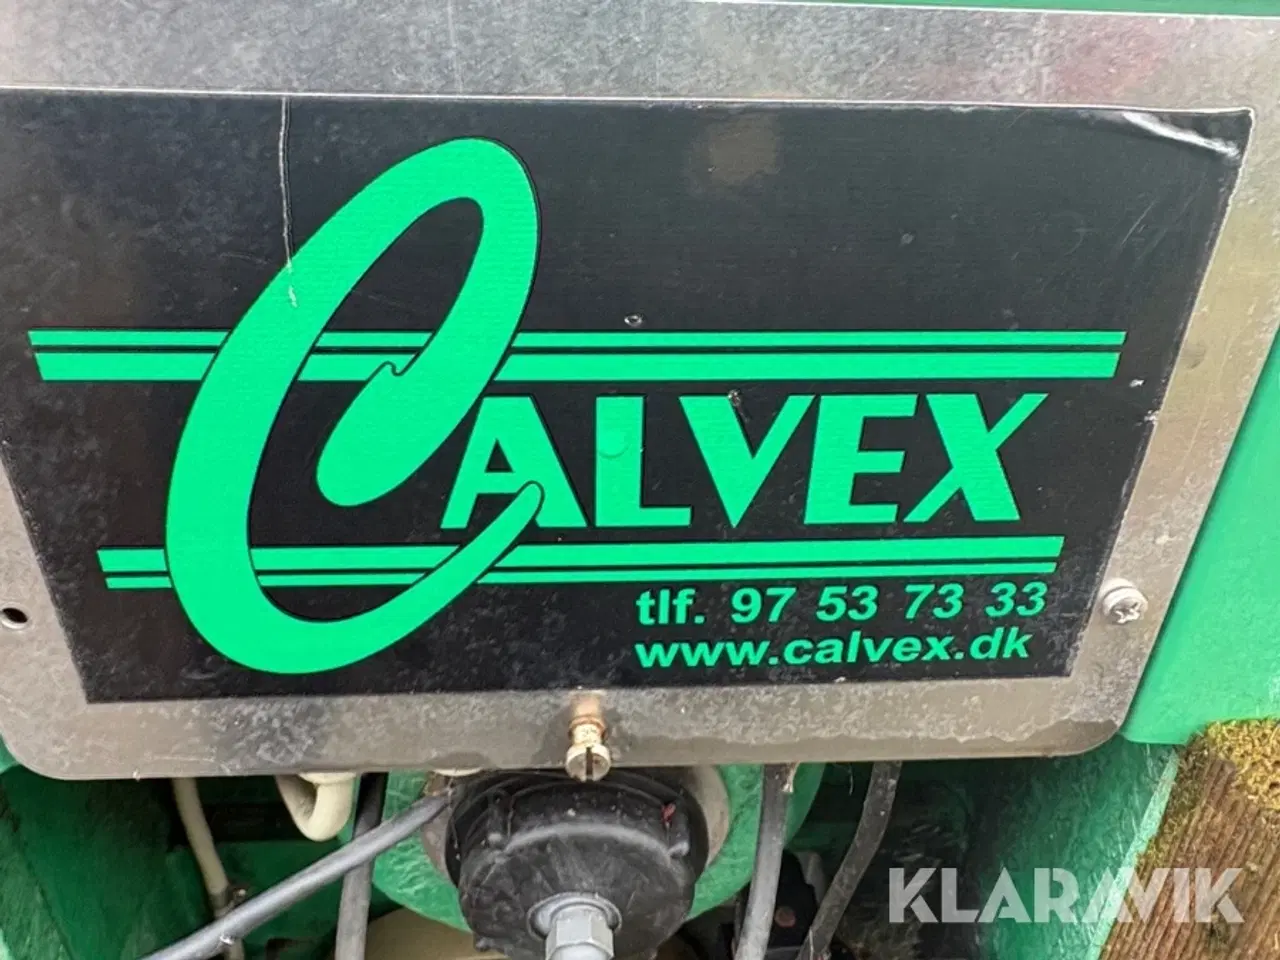 CALVEX
tlf. 97 53 73 33
www.calvex.dk
KLARAVIK